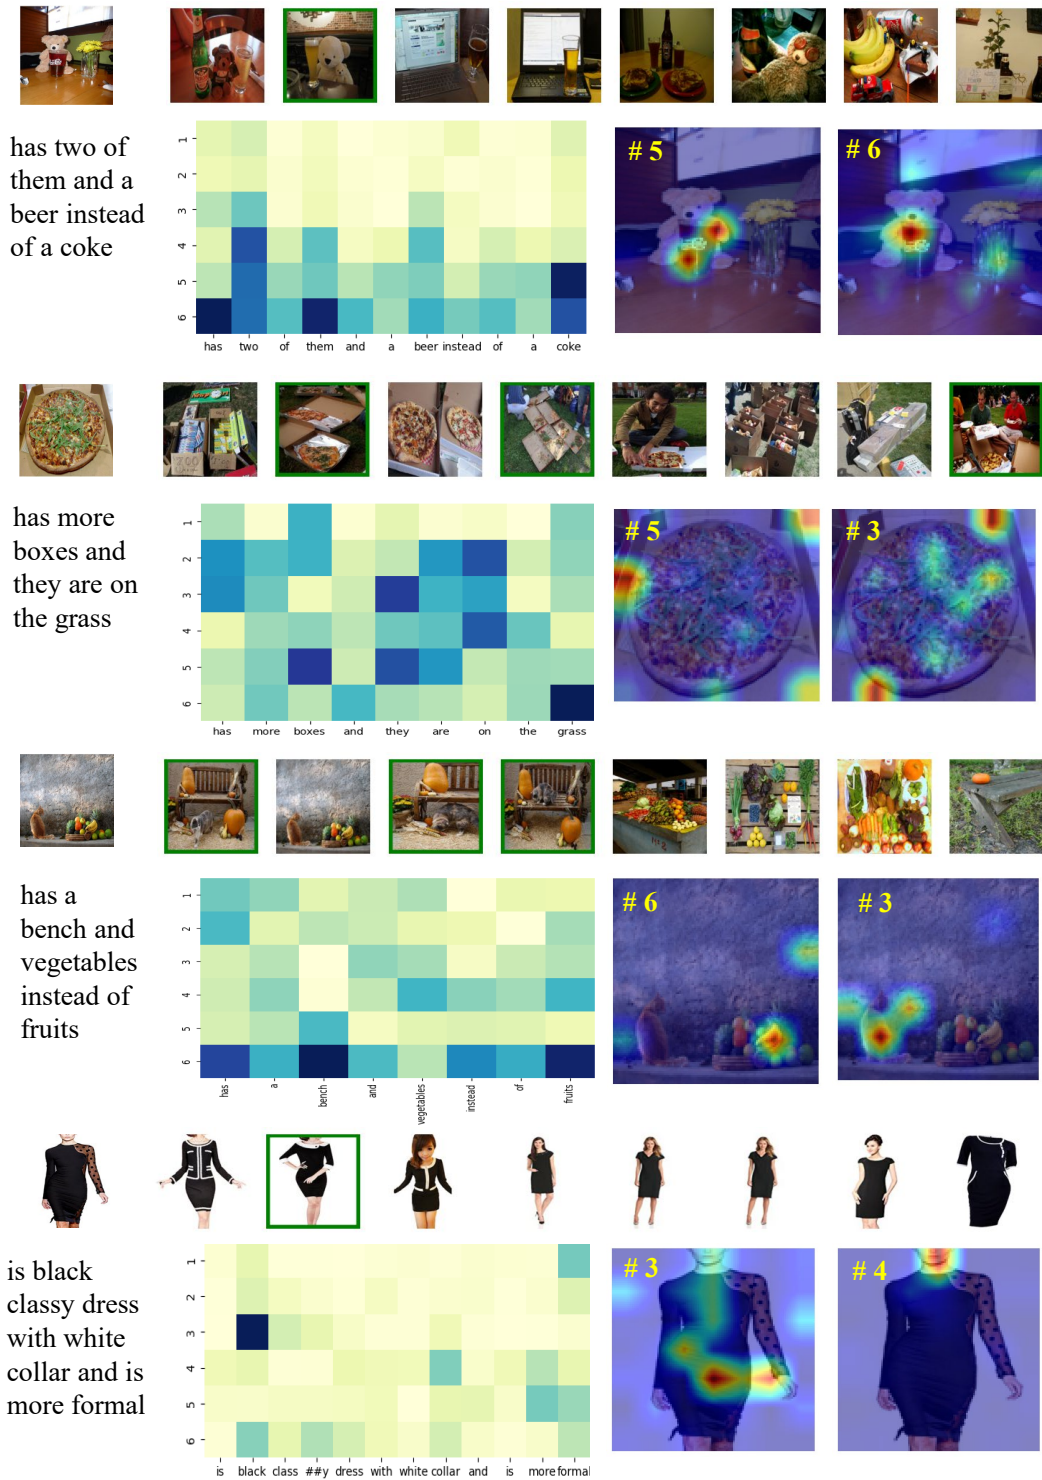 has two of
them and a
beer instead
of a coke
1
2
3
4
5
6
has two of them and a beer instead of a coke
# 5
# 6
has more
boxes and
they are on
the grass
1
2
3
4
5
6
has more boxes and they are on the grass
# 5
# 3
has a
bench and
vegetables
instead of
fruits
1
2
3
4
5
6
has a bench and vegetables instead of fruits
# 6
# 3
is black
classy dress
with white
collar and is
more formal
1
2
3
4
5
6
is black class ##y dress with white collar and is more formal
# 3
# 4